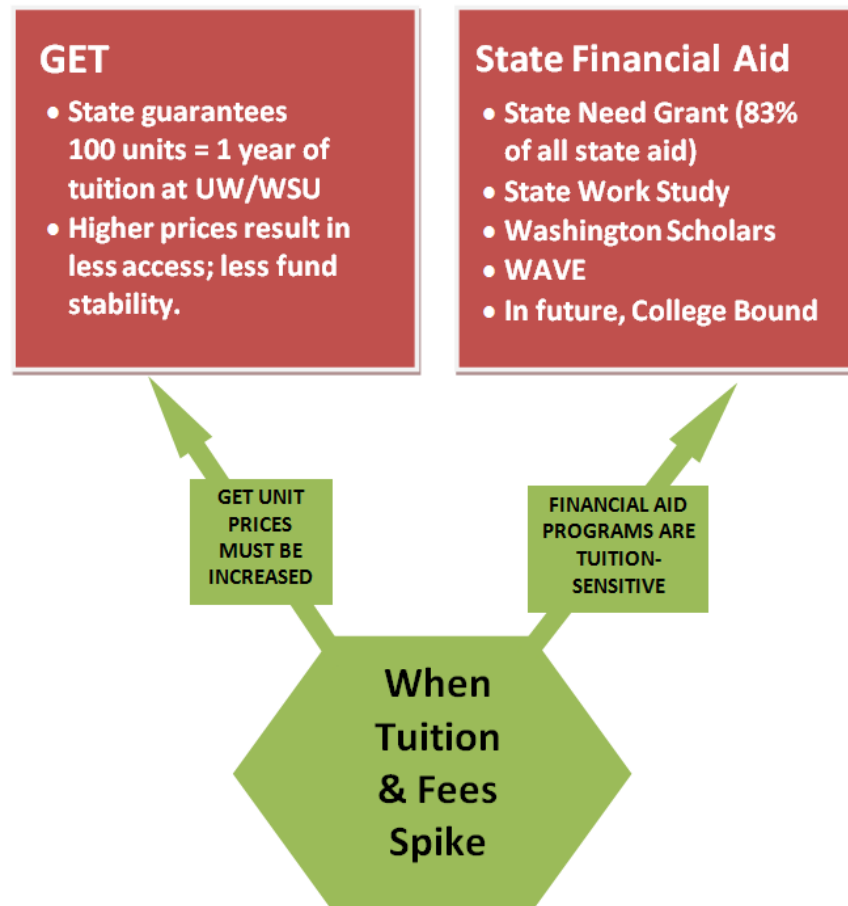 GET
• State guarantees
100 units = 1 year of
tuition at UW/WSU
• Higher prices result in
less access; less fund
stability.
State Financial Aid
• State Need Grant (83%
of all state aid)
• State Work Study
• Washington Scholars
• WAVE
• In future, College Bound
GET UNIT
PRICES
MUST BE
INCREASED
FINANCIAL AID
PROGRAMS ARE
TUITION-
SENSITIVE
When
Tuition
& Fees
Spike